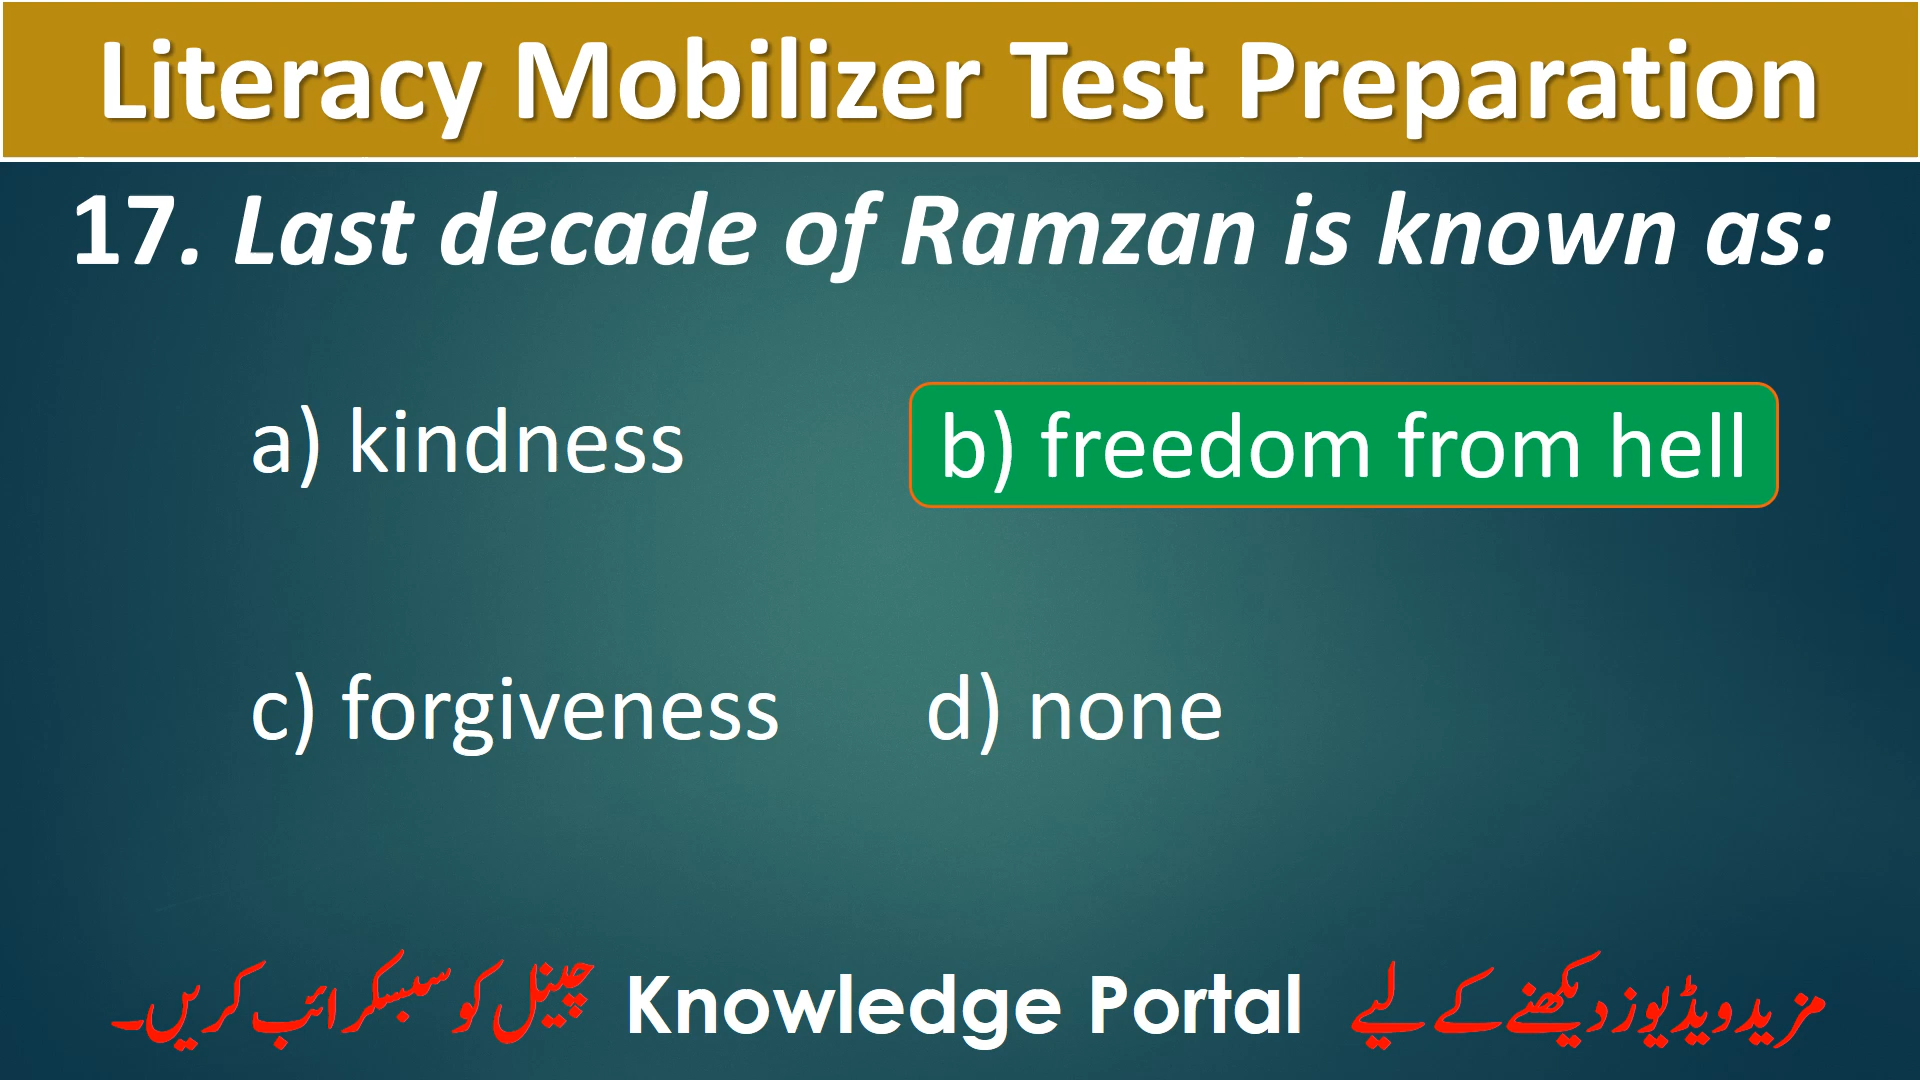 Literacy Mobilizer Test Preparation
17. Last decade of Ramzan is known as:
a) kindness
b) freedom from hell
c) forgiveness
d) none
مزید ویڈیوز دیکھنے کے لیے Knowledge Portal چینل کو سبسکرائب کریں۔